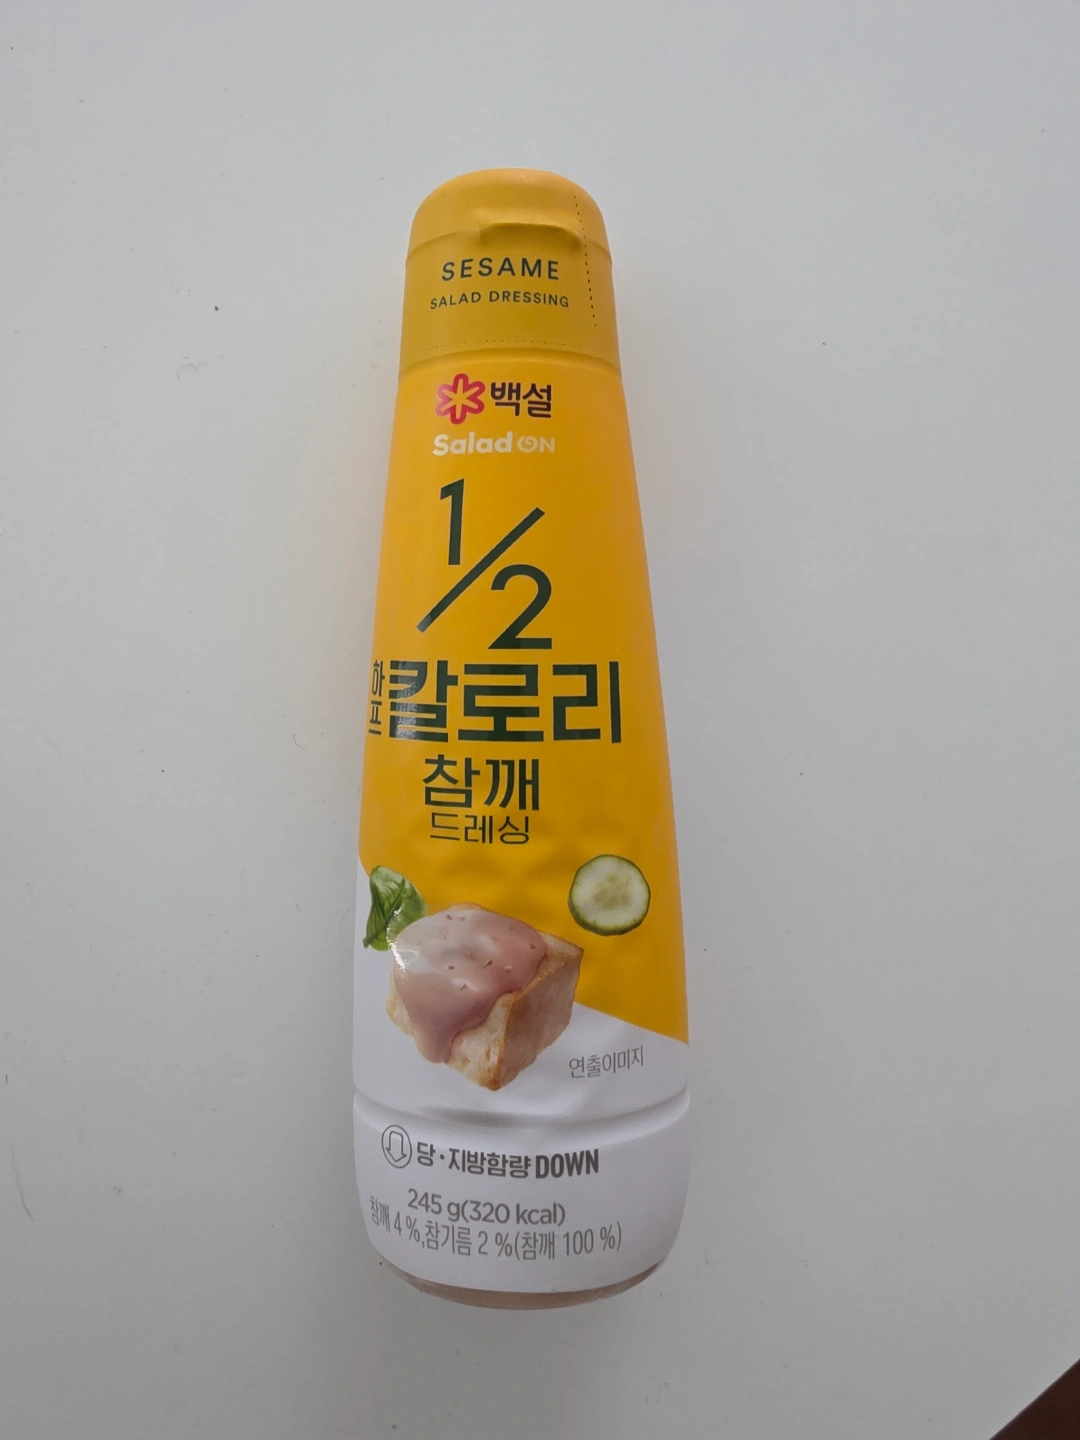 SESAME
SALAD DRESSING
백설
Salad ON
1/2
하프 칼로리
참깨
드레싱
연출이미지
당·지방함량 DOWN
245 g(320 kcal)
참깨 4 %,참기름 2 %(참깨 100 %)